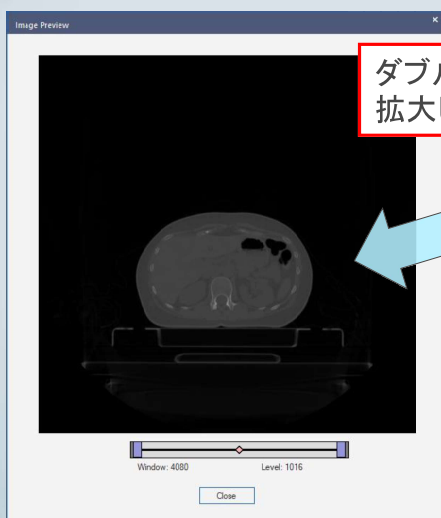 Image Preview
ダブル
拡大
Window: 4080
Level: 1016
Close